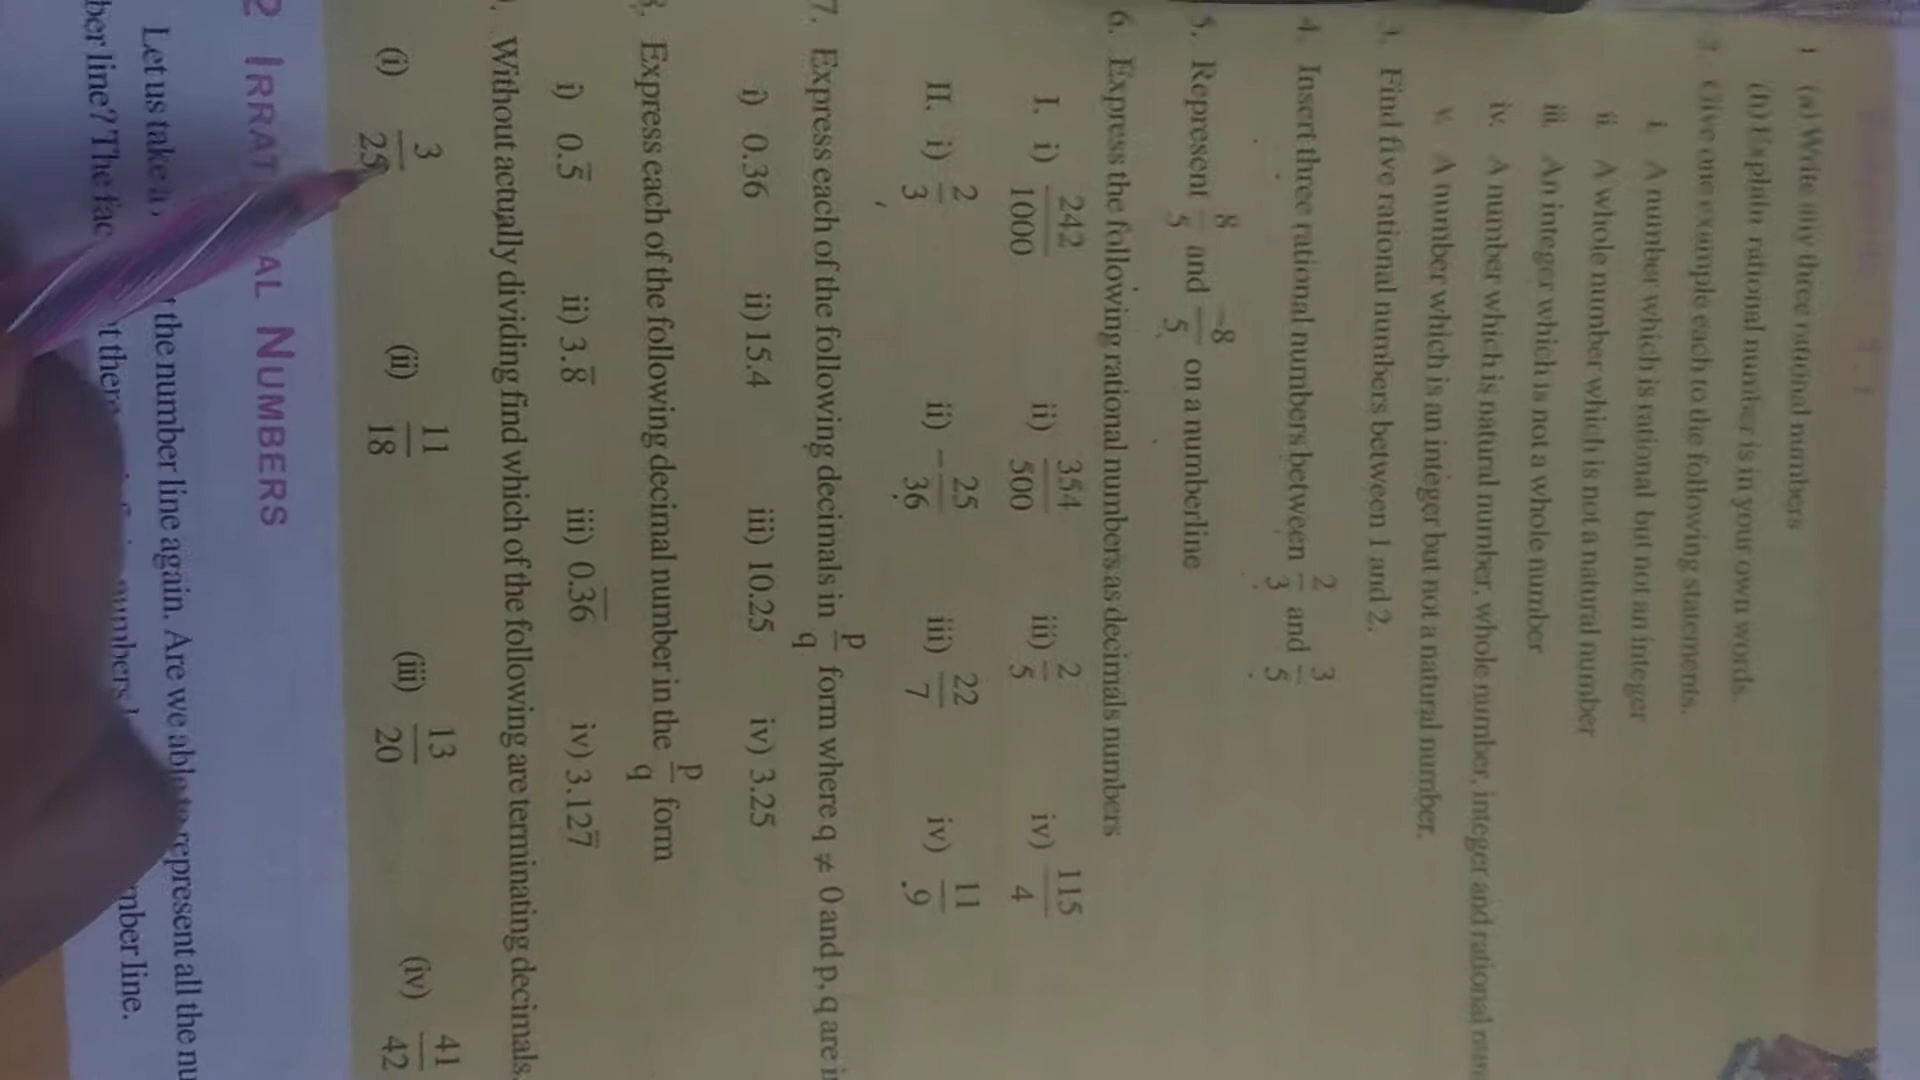 1 (a) Write any three rational numbers
(b) Explain rational number is in your own words.
2. Give one example each to the following statements.
i. A number which is rational but not an integer
ii. A whole number which is not a natural number
iii. An integer which is not a whole number
iv. A number which is natural number, whole number, integer and rational
v. A number which is an integer but not a natural number.
3. Find five rational numbers between 1 and 2.
4. Insert three rational numbers between 2/3 and 3/5
5. Represent 8/5 and -8/5 on a numberline
6. Express the following rational numbers as decimals numbers
I. i) 242/1000 ii) 354/500 iii) 2/5 iv) 115/4
II. i) 2/3 ii) -25/36 iii) 22/7 iv) 11/9
7. Express each of the following decimals in p/q form where q ≠ 0 and p, q are
i) 0.36 ii) 15.4 iii) 10.25 iv) 3.25
8. Express each of the following decimal number in the p/q form
i) 0.5̅ ii) 3.8̅ iii) 0.3̅6̅ iv) 3.127̅
. Without actually dividing find which of the following are terminating decimals.
(i) 3/25 (ii) 11/18 (iii) 13/20 (iv) 41/42
2 IRRAT AL NUMBERS
Let us take a the number line again. Are we able to represent all the nu
ber line? The fac t there numbers mber line.